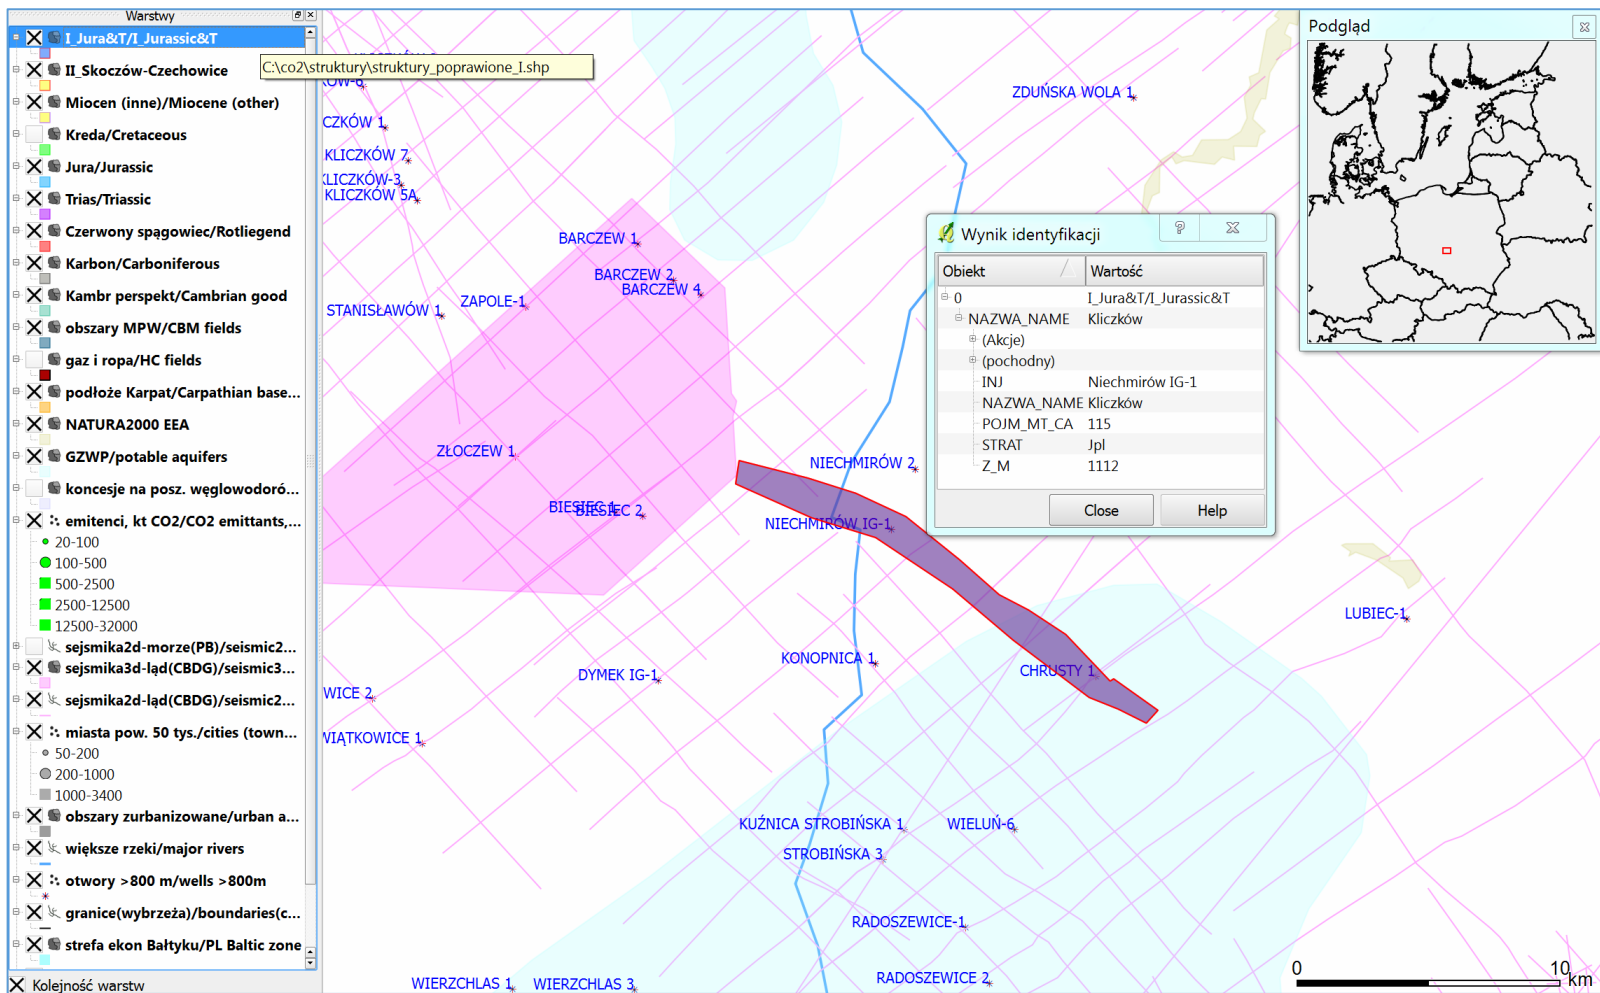 Warstwy
I_Jura&T/I_Jurassic&T
II_Skoczów-Czechowice
Miocen (inne)/Miocene (other)
Kreda/Cretaceous
Jura/Jurassic
Trias/Triassic
Czerwony spągowiec/Rotliegend
Karbon/Carboniferous
Kambr perspekt/Cambrian good
obszary MPW/CBM fields
gaz i ropa/HC fields
podłoże Karpat/Carpathian base...
NATURA2000 EEA
GZWP/potable aquifers
koncesje na posz. węglowodoró...
emitenci, kt CO2/CO2 emittants,...
20-100
100-500
500-2500
2500-12500
12500-32000
sejsmika2d-morze(PB)/seismic2...
sejsmika3d-ląd(CBDG)/seismic3...
sejsmika2d-ląd(CBDG)/seismic2...
miasta pow. 50 tys./cities (town...
50-200
200-1000
1000-3400
obszary zurbanizowane/urban a...
większe rzeki/major rivers
otwory >800 m/wells >800m
granice(wybrzeża)/boundaries(c...
strefa ekon Bałtyku/PL Baltic zone
Kolejność warstw
C:\co2\struktury\struktury_poprawione_I.shp
ÓW-6
CZKÓW 1
KLICZKÓW 7
KLICZKÓW-3
KLICZKÓW 5A
ZDUŃSKA WOLA 1
BARCZEW 1
BARCZEW 2
BARCZEW 4
ZAPOLE-1
STANISŁAWÓW 1
ZŁOCZEW 1
BIESIEC 1
BIESIEC 2
NIECHMIRÓW 2
NIECHMIRÓW IG-1
LUBIEC-1
KONOPNICA 1
CHRUSTY 1
DYMEK IG-1
WICE 2
WIĄTKOWICE 1
KUŹNICA STROBIŃSKA 1
WIELUŃ-6
STROBIŃSKA 3
RADOSZEWICE-1
RADOSZEWICE 2
WIERZCHLAS 1
WIERZCHLAS 3
Wynik identyfikacji
Obiekt Wartość
0 I_Jura&T/I_Jurassic&T
NAZWA_NAME Kliczków
(Akcje)
(pochodny)
INJ Niechmirów IG-1
NAZWA_NAME Kliczków
POJM_MT_CA 115
STRAT Jpl
Z_M 1112
Close Help
Podgląd
0 10
km